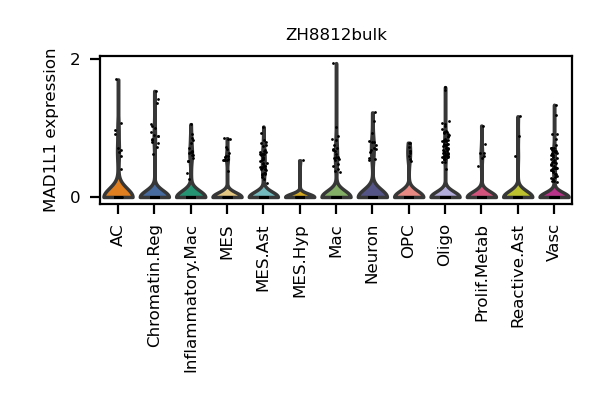 ZH8812bulk
MAD1L1 expression
2
0
AC
Chromatin.Reg
Inflammatory.Mac
MES
MES.Ast
MES.Hyp
Mac
Neuron
OPC
Oligo
Prolif.Metab
Reactive.Ast
Vasc